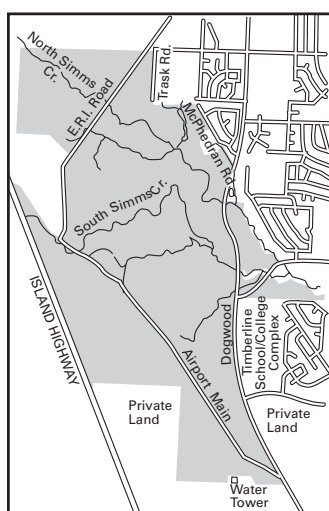 North Simms
Cr.
Trask Rd.
E.R.I. Road
McPhedran Rd.
South Simms Cr.
ISLAND HIGHWAY
Dogwood
Timberline
School/College
Complex
Airport Main
Private
Land
Private
Land
Water
Tower